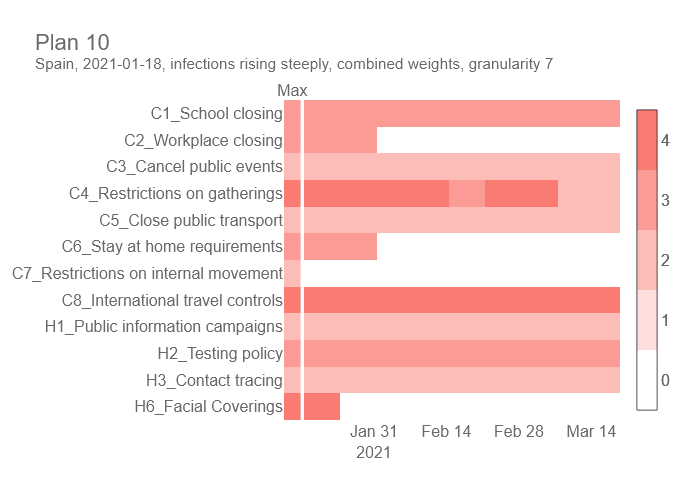 Plan 10
Spain, 2021-01-18, infections rising steeply, combined weights, granularity 7
Max
C1_School closing
C2_Workplace closing
C3_Cancel public events
C4_Restrictions on gatherings
C5_Close public transport
C6_Stay at home requirements
C7_Restrictions on internal movement
C8_International travel controls
H1_Public information campaigns
H2_Testing policy
H3_Contact tracing
H6_Facial Coverings
Jan 31 Feb 14 Feb 28 Mar 14
2021
4
3
2
1
0